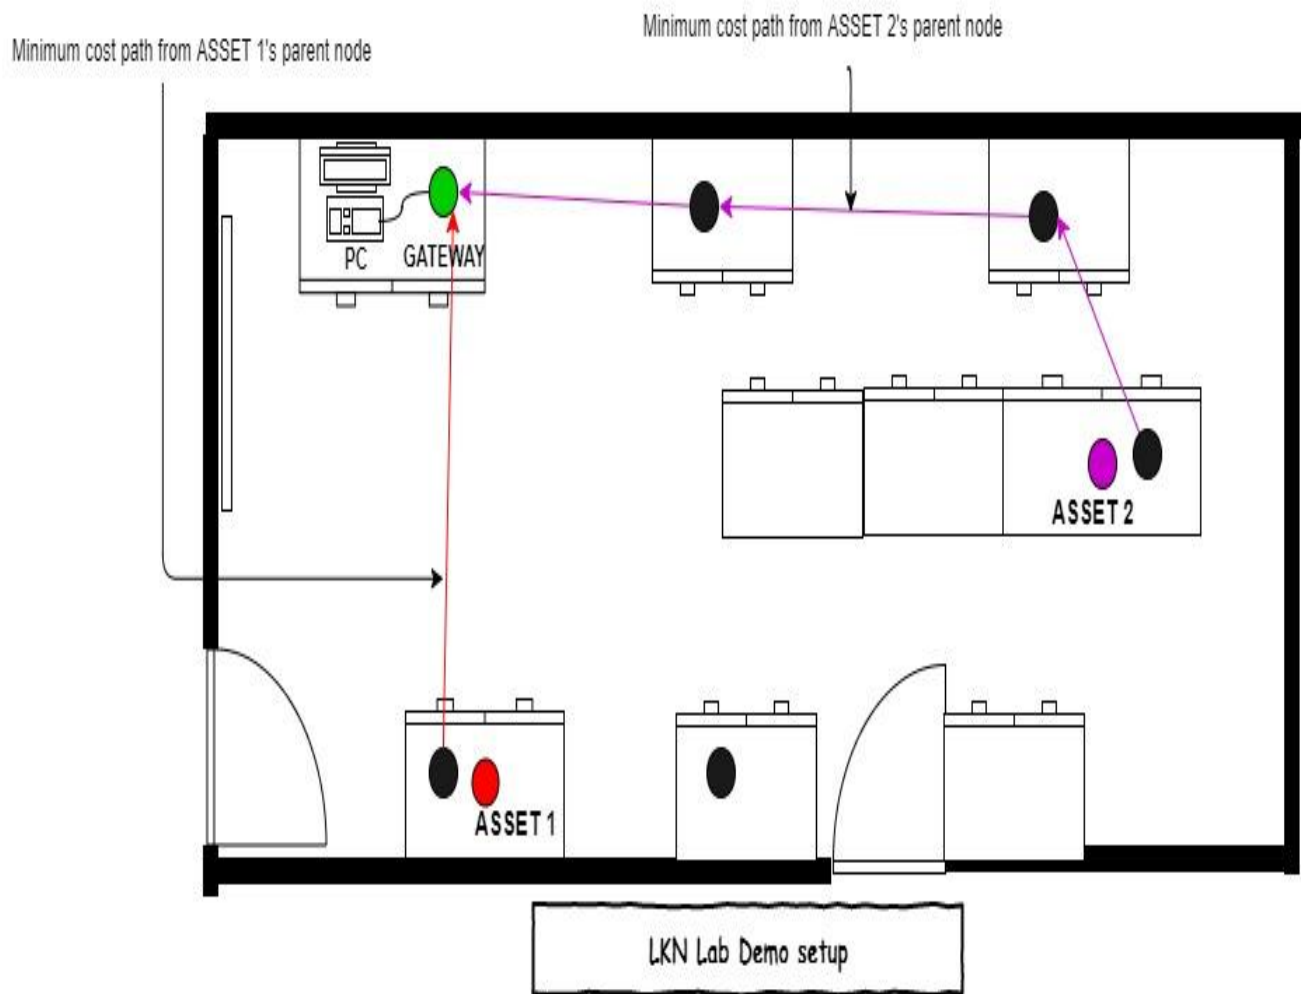 Minimum cost path from ASSET 2's parent node
Minimum cost path from ASSET 1's parent node
PC
GATEWAY
ASSET 2
ASSET 1
LKN Lab Demo setup